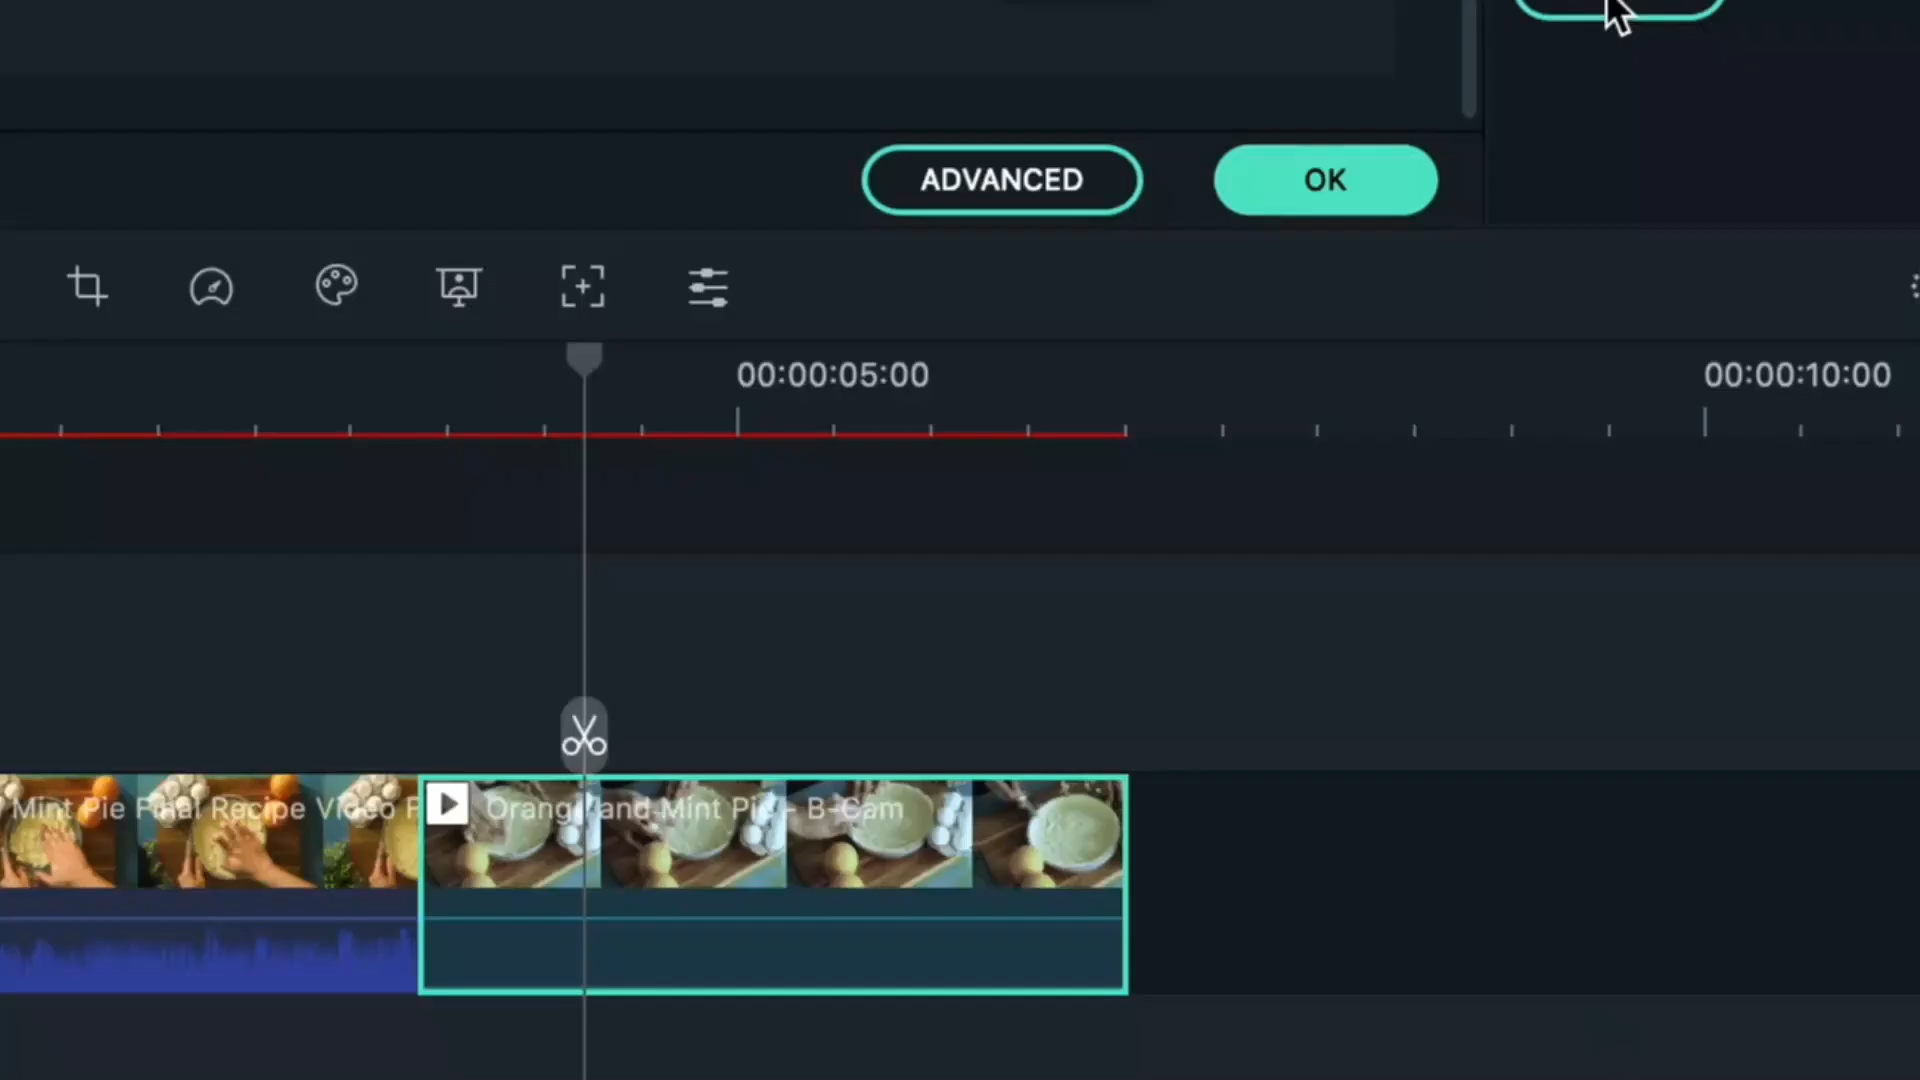 ADVANCED
OK
00:00:05:00
00:00:10:00
Mint Pie Final Recipe Video F
Orange and Mint Pie - B-Cam